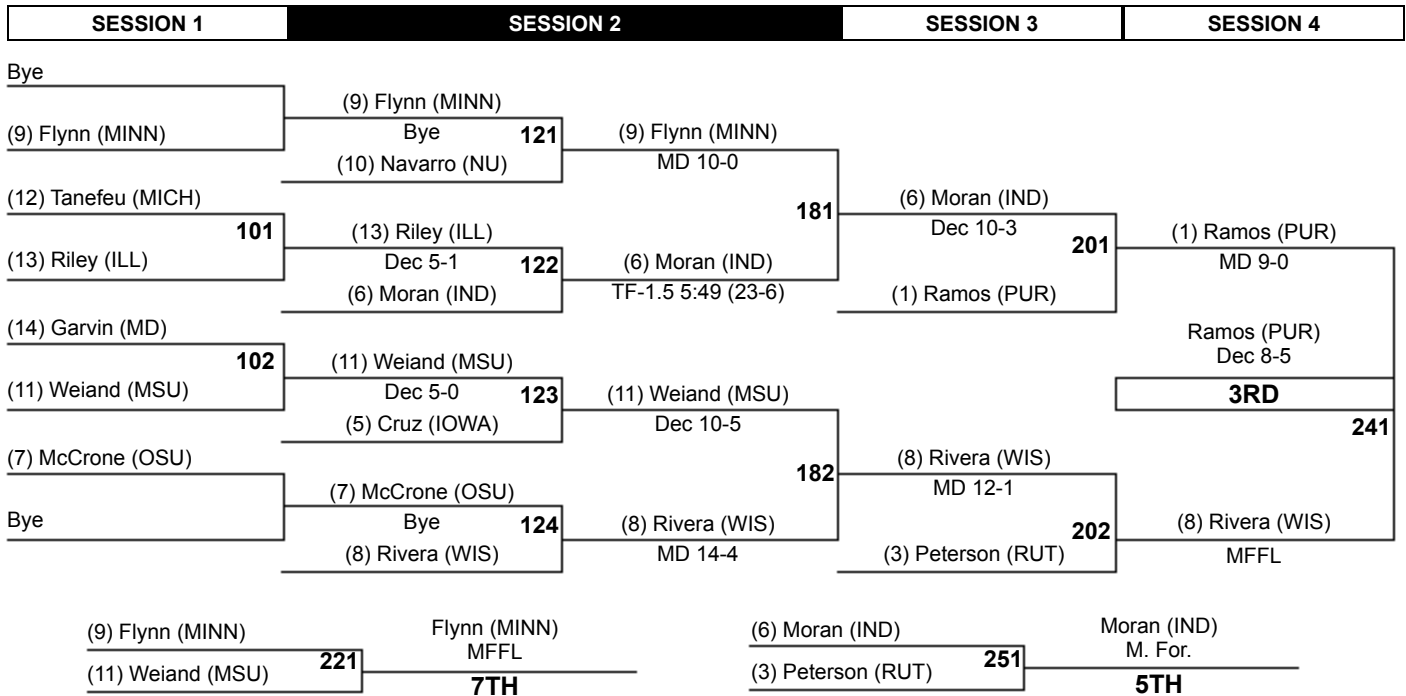 SESSION 1
SESSION 2
SESSION 3
SESSION 4
Bye
(9) Flynn (MINN)
(12) Tanefeu (MICH)
101
(13) Riley (ILL)
(14) Garvin (MD)
102
(11) Weiand (MSU)
(7) McCrone (OSU)
Bye
(9) Flynn (MINN)
Bye
121
(10) Navarro (NU)
(13) Riley (ILL)
Dec 5-1
122
(6) Moran (IND)
(11) Weiand (MSU)
Dec 5-0
123
(5) Cruz (IOWA)
(7) McCrone (OSU)
Bye
124
(8) Rivera (WIS)
(9) Flynn (MINN)
MD 10-0
181
(6) Moran (IND)
TF-1.5 5:49 (23-6)
(11) Weiand (MSU)
Dec 10-5
182
(8) Rivera (WIS)
MD 14-4
(6) Moran (IND)
Dec 10-3
201
(1) Ramos (PUR)
(8) Rivera (WIS)
MD 12-1
202
(3) Peterson (RUT)
(1) Ramos (PUR)
MD 9-0
Ramos (PUR)
Dec 8-5
3RD
241
(8) Rivera (WIS)
MFFL
(9) Flynn (MINN)
221
(11) Weiand (MSU)
Flynn (MINN)
MFFL
7TH
(6) Moran (IND)
251
(3) Peterson (RUT)
Moran (IND)
M. For.
5TH